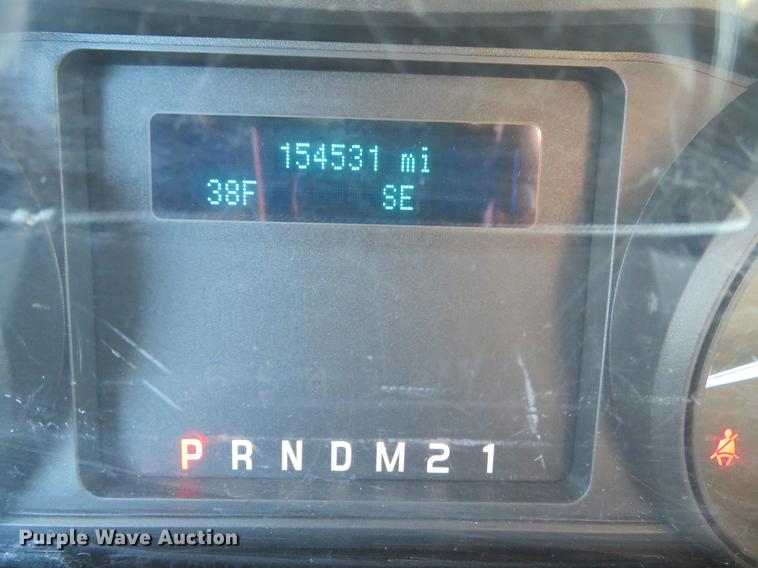 154531 mi
38F SE
P R N D M 2 1
Purple Wave Auction